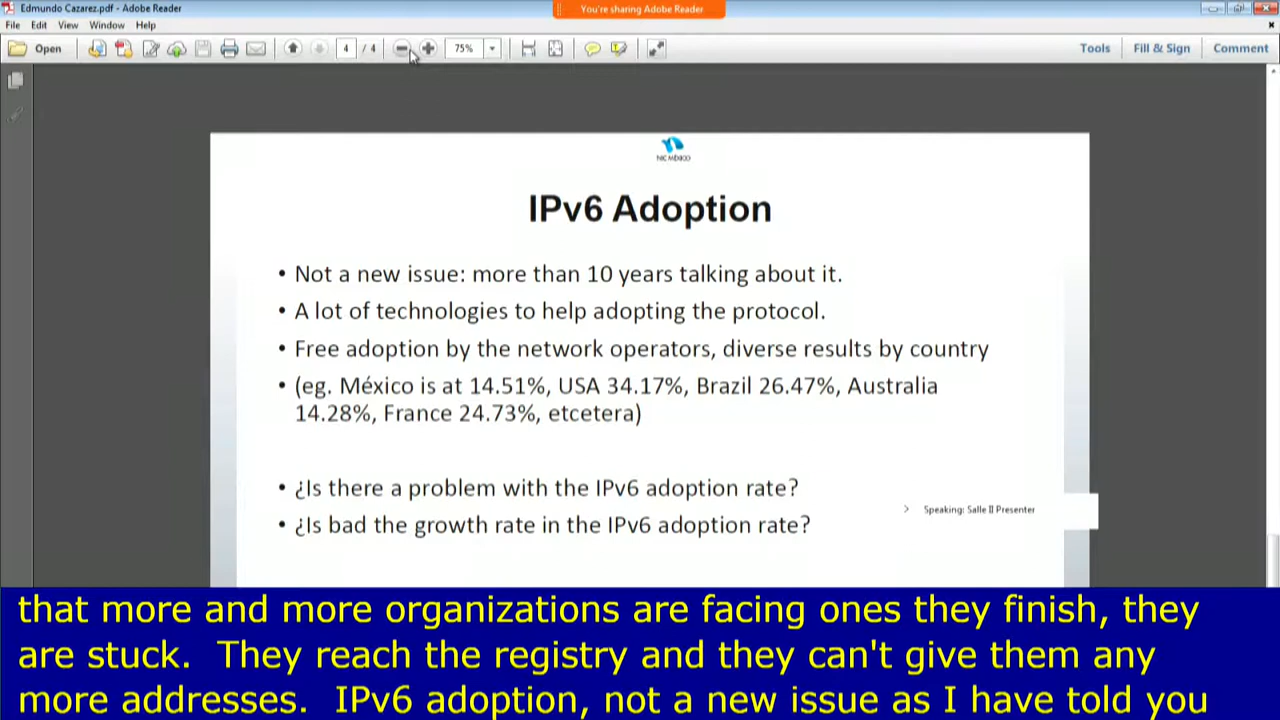 Edmundo Cazarez.pdf - Adobe Reader
You're sharing Adobe Reader
File Edit View Window Help
Open 4 / 4 75% Tools Fill & Sign Comment
NIC MÉXICO
IPv6 Adoption
• Not a new issue: more than 10 years talking about it.
• A lot of technologies to help adopting the protocol.
• Free adoption by the network operators, diverse results by country
• (eg. México is at 14.51%, USA 34.17%, Brazil 26.47%, Australia
14.28%, France 24.73%, etcetera)
• ¿Is there a problem with the IPv6 adoption rate?
> Speaking: Salle II Presenter
• ¿Is bad the growth rate in the IPv6 adoption rate?
that more and more organizations are facing ones they finish, they
are stuck.  They reach the registry and they can't give them any
more addresses.  IPv6 adoption, not a new issue as I have told you